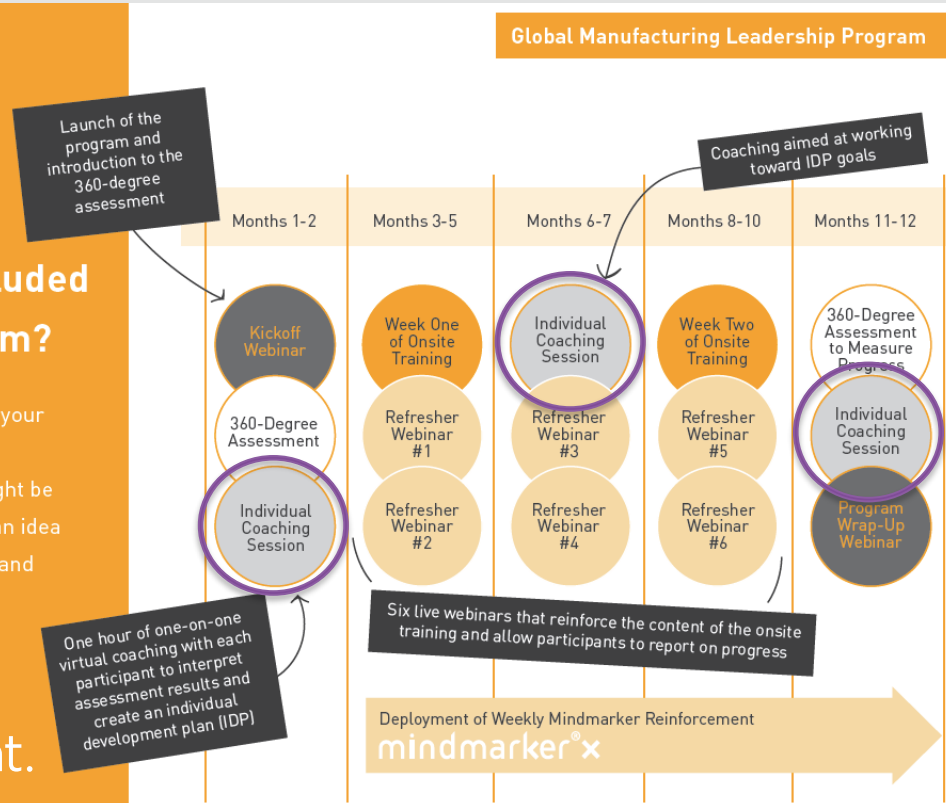 Global Manufacturing Leadership Program
Launch of the
program and
introduction to the
360-degree
assessment
Coaching aimed at working
toward IDP goals
Months 1-2
Months 3-5
Months 6-7
Months 8-10
Months 11-12
luded
m?
your
ght be
an idea
and
t.
Kickoff
Webinar
360-Degree
Assessment
Individual
Coaching
Session
Week One
of Onsite
Training
Refresher
Webinar
#1
Refresher
Webinar
#2
Individual
Coaching
Session
Refresher
Webinar
#3
Refresher
Webinar
#4
Week Two
of Onsite
Training
Refresher
Webinar
#5
Refresher
Webinar
#6
360-Degree
Assessment
to Measure
Progress
Individual
Coaching
Session
Program
Wrap-Up
Webinar
One hour of one-on-one
virtual coaching with each
participant to interpret
assessment results and
create an individual
development plan (IDP)
Six live webinars that reinforce the content of the onsite
training and allow participants to report on progress
Deployment of Weekly Mindmarker Reinforcement
mindmarker®x